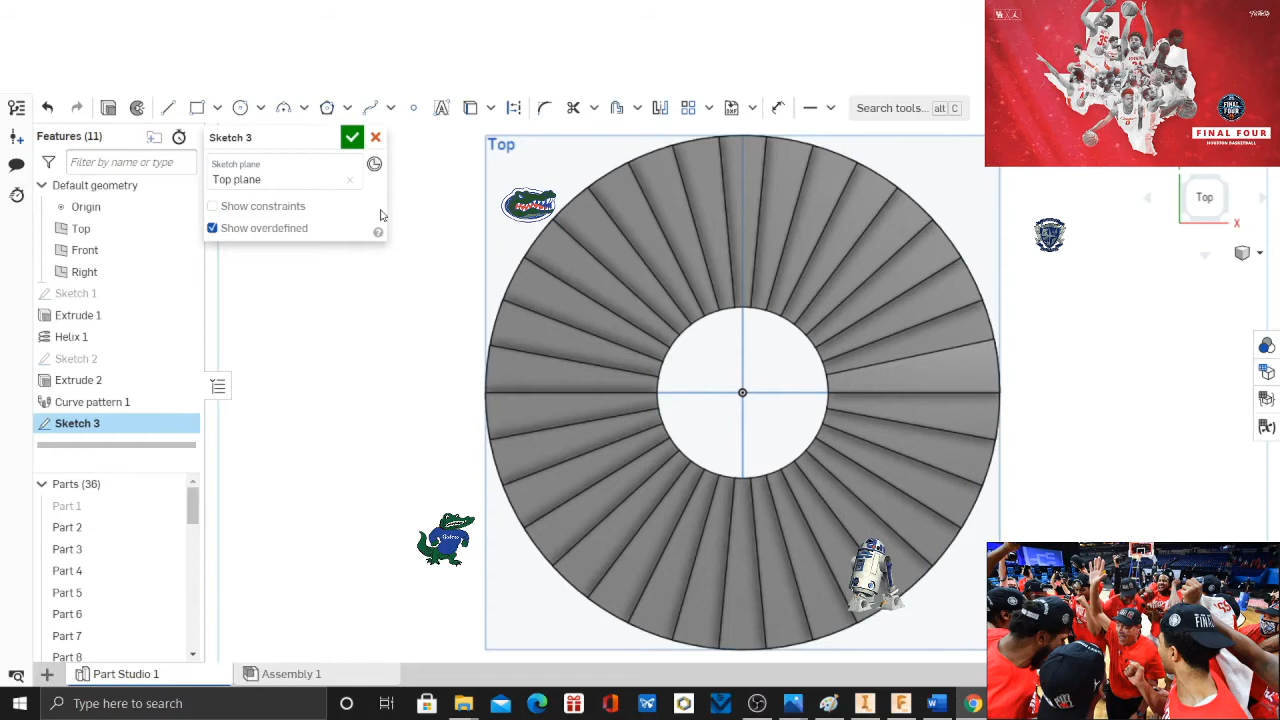 Search tools... alt C
Features (11)
Filter by name or type
Default geometry
Origin
Top
Front
Right
Sketch 1
Extrude 1
Helix 1
Sketch 2
Extrude 2
Curve pattern 1
Sketch 3
Parts (36)
Part 1
Part 2
Part 3
Part 4
Part 5
Part 6
Part 7
Part 8
Sketch 3
Sketch plane
Top plane
Show constraints
Show overdefined
Top
Top
X
FINAL FOUR
FINAL FOUR
HOUSTON BASKETBALL
Part Studio 1
Assembly 1
Type here to search